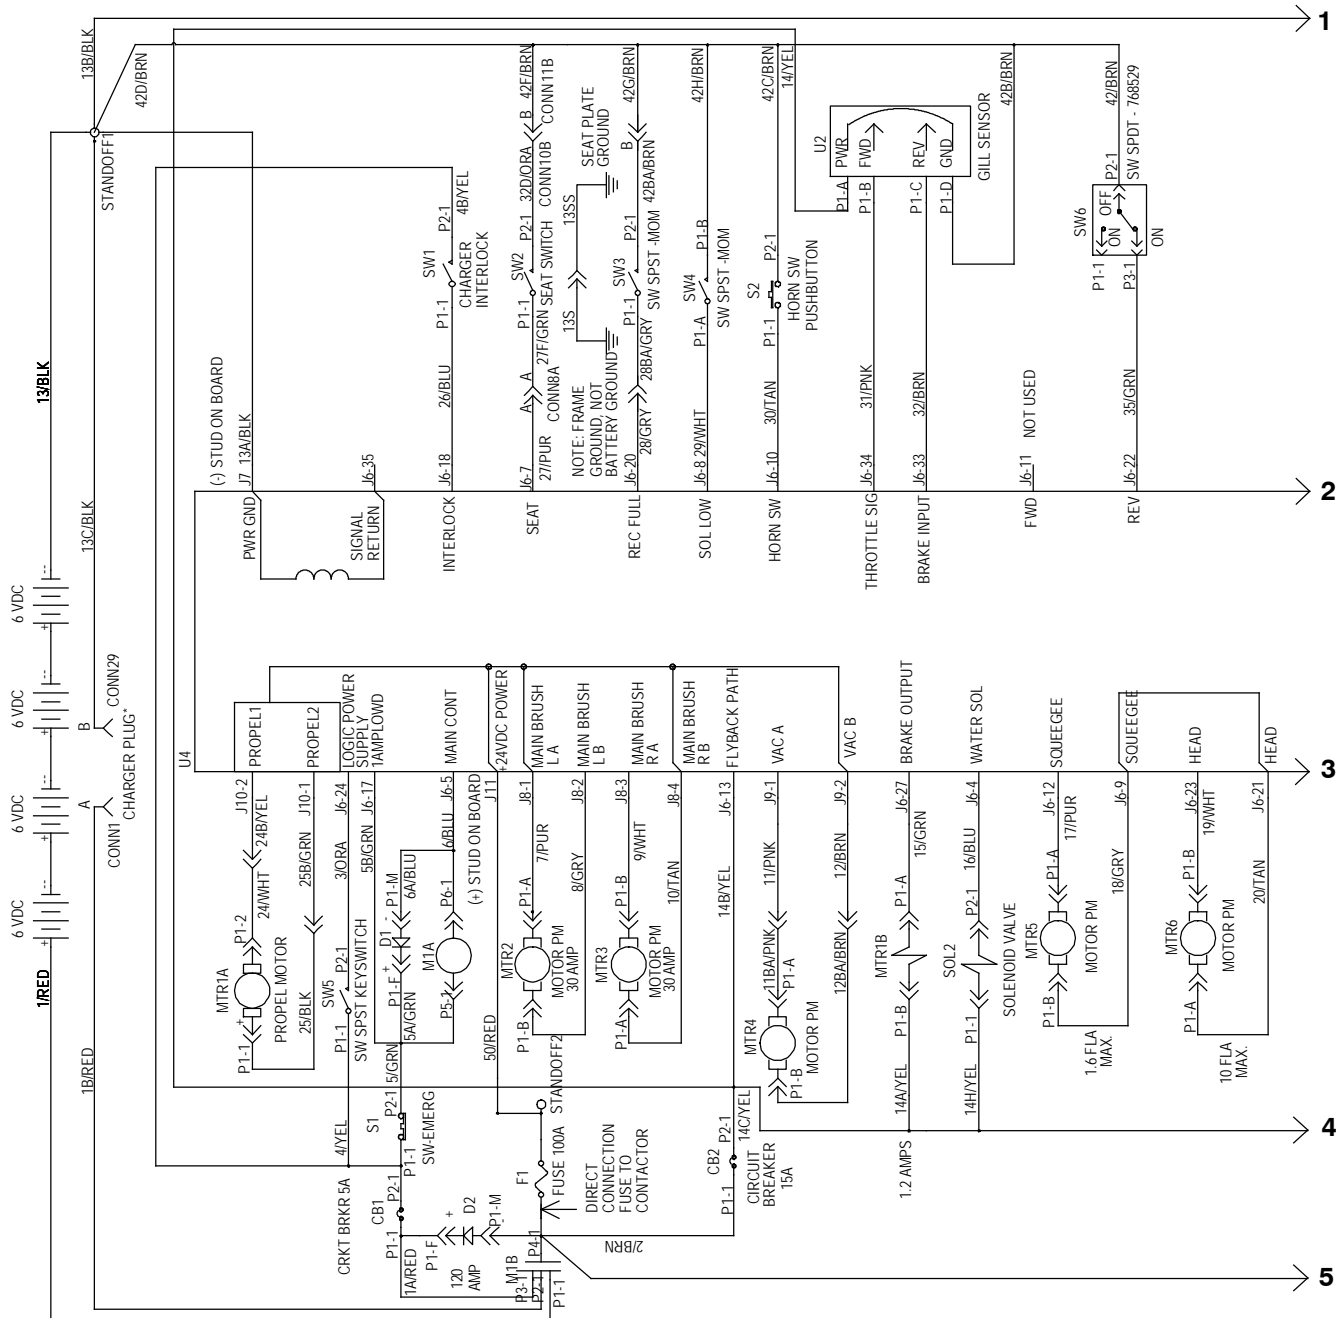 1
2
3
4
5
13B/BLK
42D/BRN
STANDOFF1
13/BLK
13C/BLK
(-) STUD ON BOARD
J7 13A/BLK
PWR GND
J6-35
SIGNAL
RETURN
4B/YEL
P2-1
SW1
CHARGER
INTERLOCK
P1-1
26/BLU
J6-18
INTERLOCK
42F/BRN
CONN11B
B
32D/ORA
CONN10B
P2-1
SW2
SEAT SWITCH
P1-1
27F/GRN
A
A
CONN8A
27/PUR
J6-7
SEAT
SEAT PLATE
GROUND
13SS
13S
NOTE: FRAME
GROUND, NOT
BATTERY GROUND
42G/BRN
B
42BA/BRN
P2-1
SW3
SW SPST -MOM
P1-1
28BA/GRY
28/GRY
J6-20
REC FULL
42H/BRN
P1-B
SW4
SW SPST -MOM
P1-A
29/WHT
J6-8
SOL LOW
42C/BRN
P2-1
S2
HORN SW
PUSHBUTTON
P1-1
30/TAN
J6-10
HORN SW
14/YEL
U2
PWR
FWD
REV
GND
GILL SENSOR
P1-A
P1-B
P1-C
P1-D
31/PNK
J6-34
THROTTLE SIG
32/BRN
J6-33
BRAKE INPUT
42B/BRN
NOT USED
J6-11
FWD
42/BRN
P2-1
SW SPDT - 768529
SW6
OFF
ON
ON
P1-1
P3-1
35/GRN
J6-22
REV
6 VDC
+
--
6 VDC
+
--
6 VDC
+
--
6 VDC
+
--
CONN29
B
CHARGER PLUG*
A
CONN1
1/RED
1B/RED
U4
PROPEL1
PROPEL2
LOGIC POWER
SUPPLY
1AMPLOWD
MAIN CONT
+24VDC POWER
MAIN BRUSH
LA
MAIN BRUSH
LB
MAIN BRUSH
RA
MAIN BRUSH
RB
FLYBACK PATH
VAC A
VAC B
BRAKE OUTPUT
WATER SOL
SQUEEGEE
SQUEEGEE
HEAD
HEAD
J10-2
24B/YEL
24/WHT
P1-2
MTR1A
PROPEL MOTOR
+
P1-1
25/BLK
25B/GRN
J10-1
J6-24
3/ORA
P2-1
SW5
SW SPST KEYSWITCH
P1-1
4/YEL
J6-17
5B/GRN
P1-M
6A/BLU
D1
-
+
P1-F
5A/GRN
J6-5
6/BLU
P6-1
M1A
P5-1
5/GRN
P2-1
S1
SW-EMERG
P1-1
J11
(+) STUD ON BOARD
50/RED
STANDOFF2
J8-1
7/PUR
P1-A
MTR2
MOTOR PM
30 AMP
P1-B
8/GRY
J8-2
J8-3
9/WHT
P1-B
MTR3
MOTOR PM
30 AMP
P1-A
10/TAN
J8-4
J6-13
14B/YEL
14C/YEL
P2-1
CB2
CIRCUIT
BREAKER
15A
P1-1
J9-1
11/PNK
11BA/PNK
P1-A
MTR4
MOTOR PM
P1-B
12BA/BRN
12/BRN
J9-2
J6-27
15/GRN
P1-A
MTR1B
P1-B
14A/YEL
1.2 AMPS
J6-4
16/BLU
P2-1
SOL2
SOLENOID VALVE
P1-1
14H/YEL
J6-12
17/PUR
P1-A
MTR5
MOTOR PM
P1-B
1.6 FLA
MAX.
18/GRY
J6-9
J6-23
19/WHT
P1-B
MTR6
MOTOR PM
P1-A
10 FLA
MAX.
20/TAN
J6-21
CRKT BRKR 5A
P2-1
CB1
P1-1
1A/RED
P1-F
+
D2
P1-M
120
AMP
M1B
P3-1
P2-1
P1-1
P4-1
F1
FUSE 100A
DIRECT
CONNECTION
FUSE TO
CONTACTOR
2/BRN